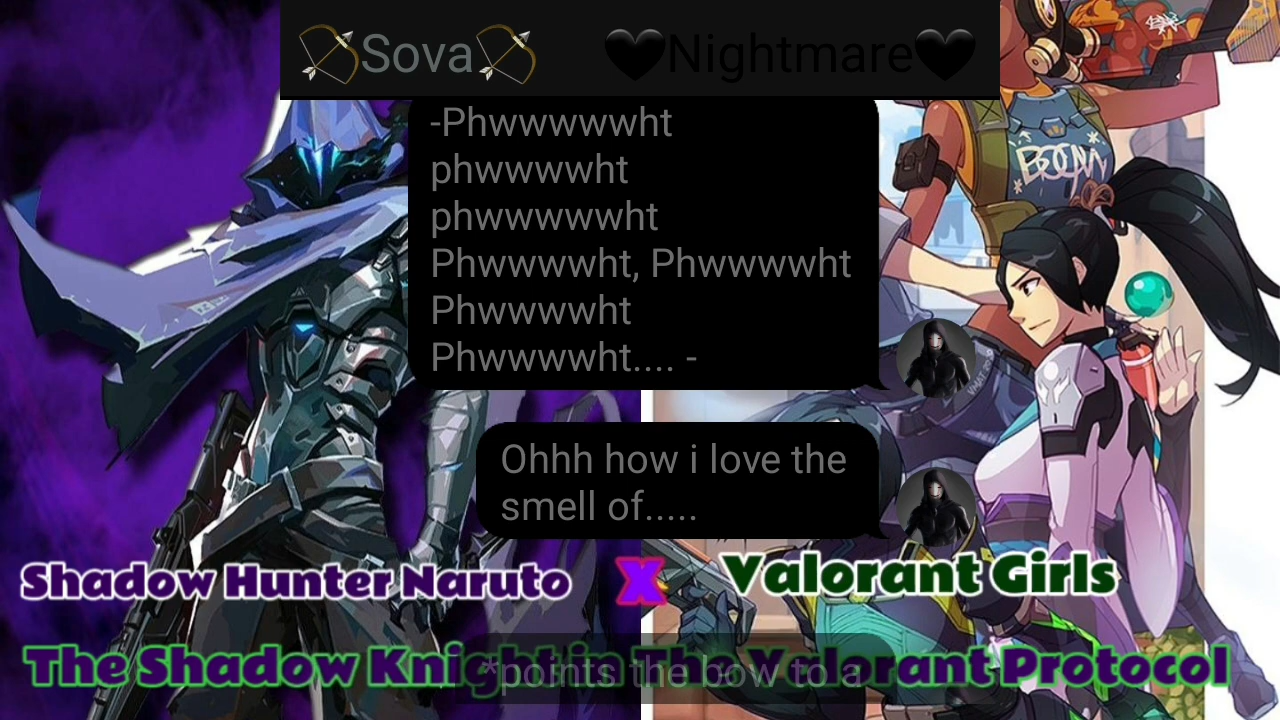 🏹Sova🏹 🖤Nightmare🖤
BOOM
-Phwwwwwht
phwwwwht
phwwwwwht
Phwwwwht, Phwwwwht
Phwwwwht
Phwwwwht.... -
Ohhh how i love the
smell of.....
Shadow Hunter Naruto X Valorant Girls
The Shadow Knight in The Valorant Protocol
*points the bow to a